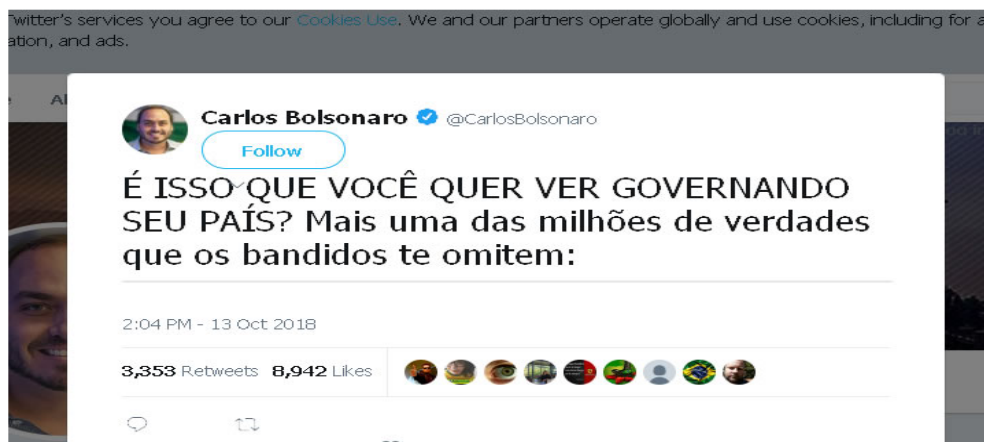 Twitter's services you agree to our Cookies Use. We and our partners operate globally and use cookies, including for a
ation, and ads.
Carlos Bolsonaro @CarlosBolsonaro
Follow
É ISSO QUE VOCÊ QUER VER GOVERNANDO
SEU PAÍS? Mais uma das milhões de verdades
que os bandidos te omitem:
2:04 PM - 13 Oct 2018
3,353 Retweets 8,942 Likes